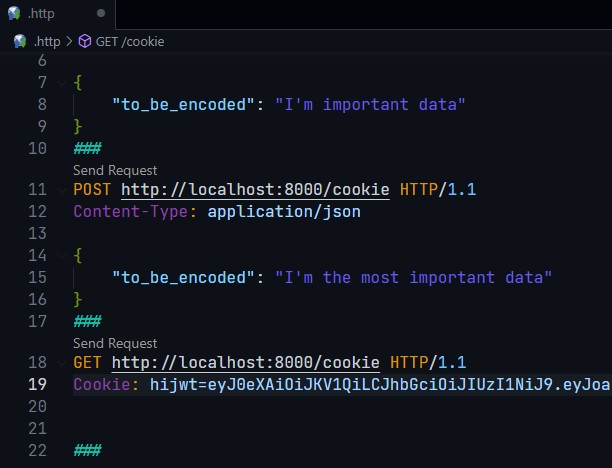 .http
.http > GET /cookie
6
7 {
8 "to_be_encoded": "I'm important data"
9 }
10 ###
Send Request
11 POST http://localhost:8000/cookie HTTP/1.1
12 Content-Type: application/json
13
14 {
15 "to_be_encoded": "I'm the most important data"
16 }
17 ###
Send Request
18 GET http://localhost:8000/cookie HTTP/1.1
19 Cookie: hijwt=eyJ0eXAiOiJKV1QiLCJhbGciOiJIUzI1NiJ9.eyJoa
20
21
22 ###